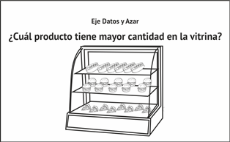 Eje Datos y Azar
¿Cuál producto tiene mayor cantidad en la vitrina?